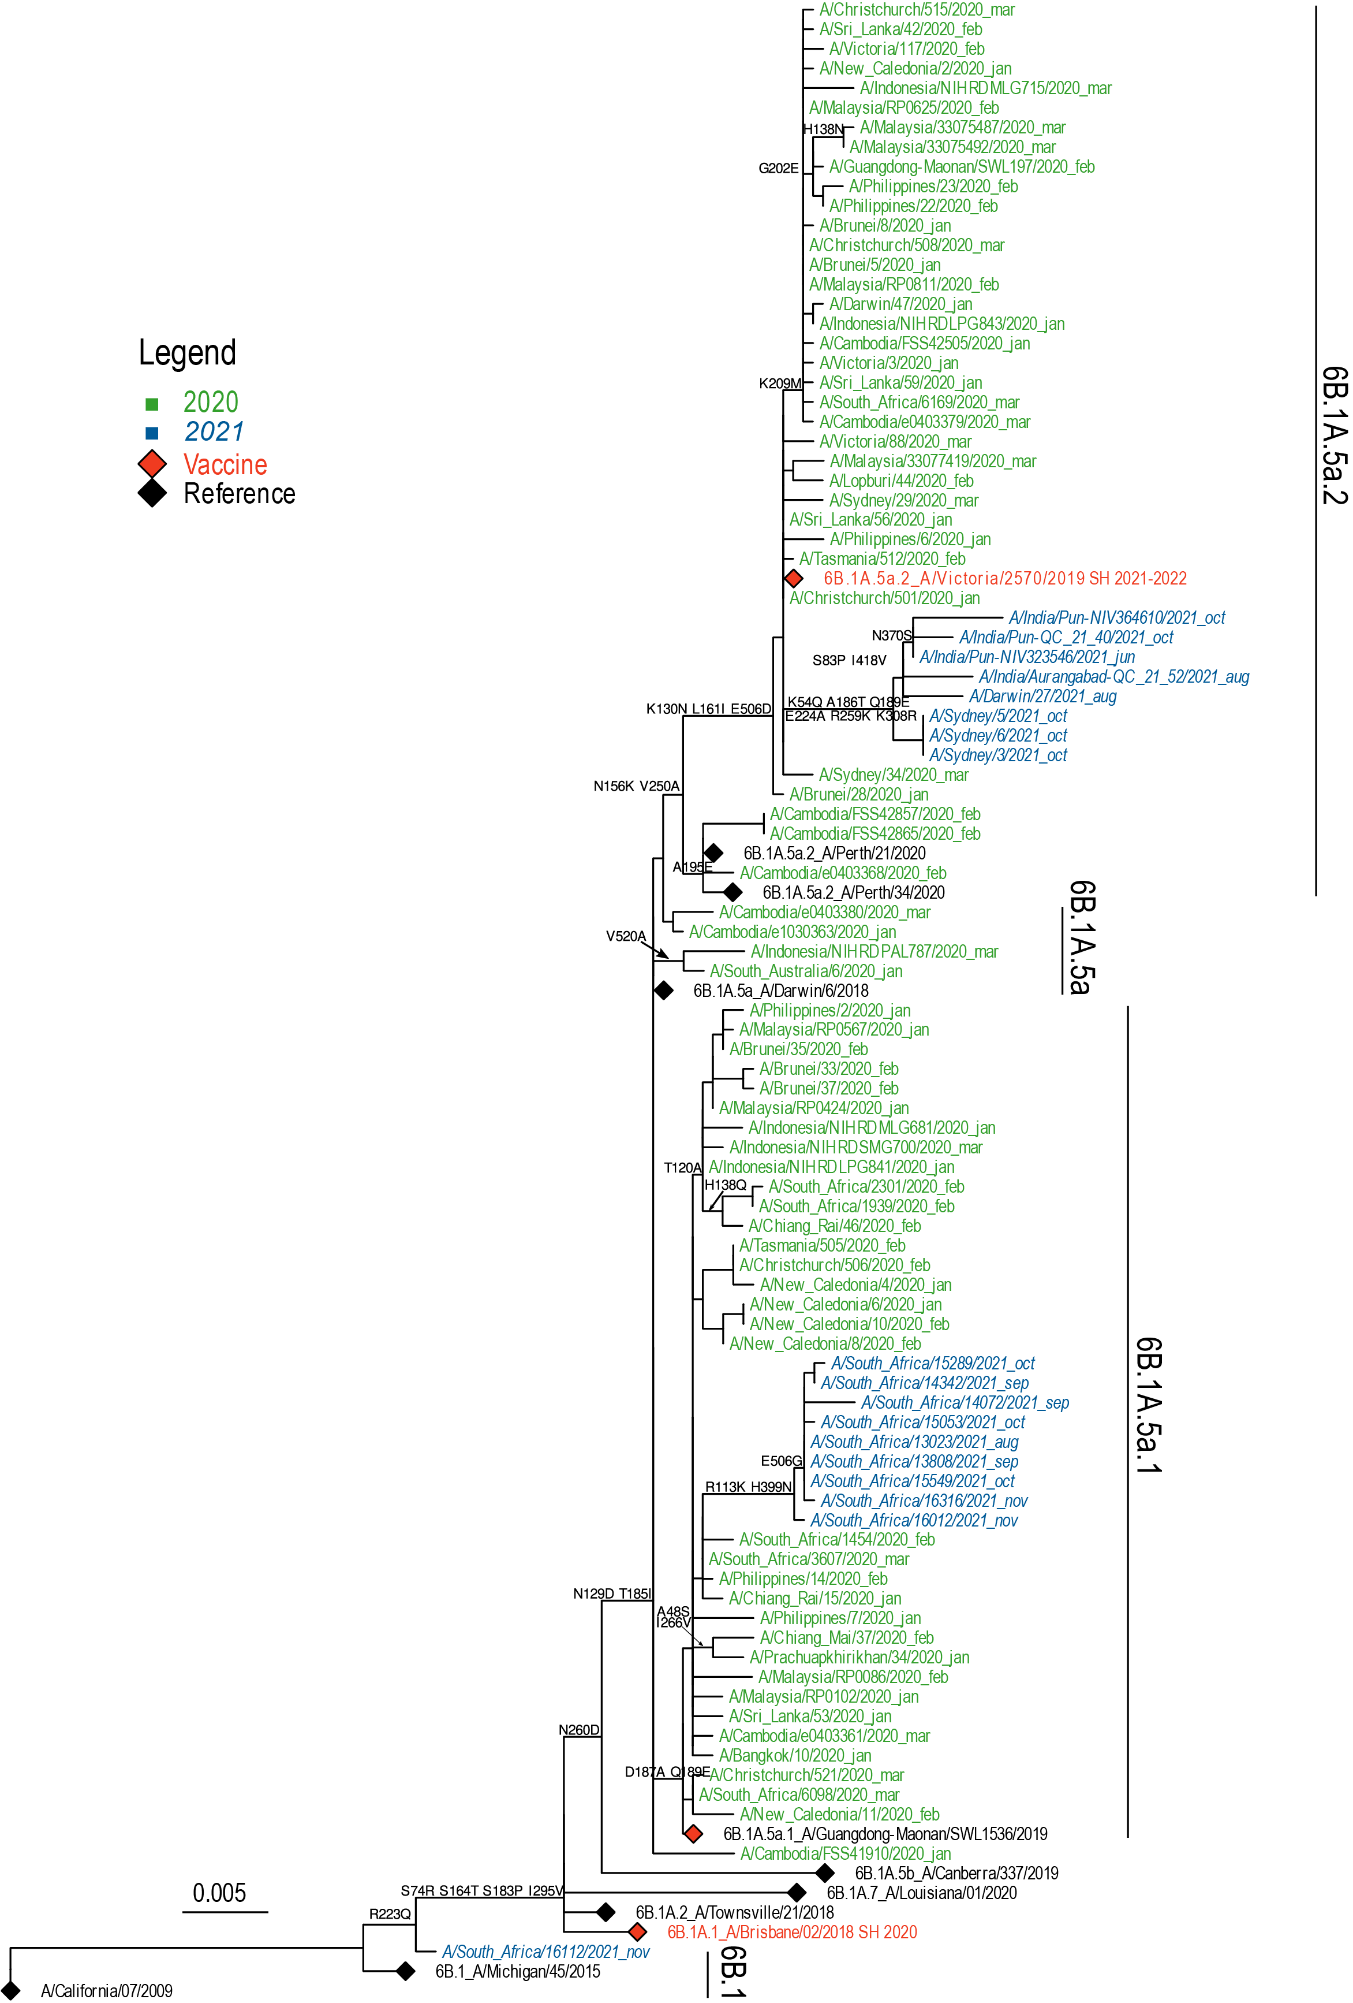 A/Christchurch/515/2020_mar
A/Sri_Lanka/42/2020_feb
A/Victoria/117/2020_feb
A/New_Caledonia/2/2020_jan
A/Indonesia/NIHRDMLG715/2020_mar
A/Malaysia/RP0625/2020_feb
H138N
A/Malaysia/33075487/2020_mar
A/Malaysia/33075492/2020_mar
G202E
A/Guangdong-Maonan/SWL197/2020_feb
A/Philippines/23/2020_feb
A/Philippines/22/2020_feb
A/Brunei/8/2020_jan
A/Christchurch/508/2020_mar
A/Brunei/5/2020_jan
A/Malaysia/RP0811/2020_feb
A/Darwin/47/2020_jan
A/Indonesia/NIHRDLPG843/2020_jan
A/Cambodia/FSS42505/2020_jan
A/Victoria/3/2020_jan
K209M
A/Sri_Lanka/59/2020_jan
A/South_Africa/6169/2020_mar
A/Cambodia/e0403379/2020_mar
A/Victoria/88/2020_mar
A/Malaysia/33077419/2020_mar
A/Lopburi/44/2020_feb
A/Sydney/29/2020_mar
A/Sri_Lanka/56/2020_jan
A/Philippines/6/2020_jan
A/Tasmania/512/2020_feb
6B.1A.5a.2_A/Victoria/2570/2019 SH 2021-2022
A/Christchurch/501/2020_jan
6B.1A.5a.2
Legend
2020
2021
Vaccine
Reference
A/India/Pun-NIV364610/2021_oct
N370S
A/India/Pun-QC_21_40/2021_oct
S83P I418V
A/India/Pun-NIV323546/2021_jun
A/India/Aurangabad-QC_21_52/2021_aug
A/Darwin/27/2021_aug
K54Q A186T Q189E
K130N L161I E506D
E224A R259K K308R
A/Sydney/5/2021_oct
A/Sydney/6/2021_oct
A/Sydney/3/2021_oct
A/Sydney/34/2020_mar
N156K V250A
A/Brunei/28/2020_jan
A/Cambodia/FSS42857/2020_feb
A/Cambodia/FSS42865/2020_feb
6B.1A.5a.2_A/Perth/21/2020
A195E
A/Cambodia/e0403368/2020_feb
6B.1A.5a.2_A/Perth/34/2020
A/Cambodia/e0403380/2020_mar
A/Cambodia/e1030363/2020_jan
V520A
A/Indonesia/NIHRDPAL787/2020_mar
A/South_Australia/6/2020_jan
6B.1A.5a_A/Darwin/6/2018
6B.1A.5a
A/Philippines/2/2020_jan
A/Malaysia/RP0567/2020_jan
A/Brunei/35/2020_feb
A/Brunei/33/2020_feb
A/Brunei/37/2020_feb
A/Malaysia/RP0424/2020_jan
A/Indonesia/NIHRDMLG681/2020_jan
A/Indonesia/NIHRDSMG700/2020_mar
T120A
A/Indonesia/NIHRDLPG841/2020_jan
H138Q
A/South_Africa/2301/2020_feb
A/South_Africa/1939/2020_feb
A/Chiang_Rai/46/2020_feb
A/Tasmania/505/2020_feb
A/Christchurch/506/2020_feb
A/New_Caledonia/4/2020_jan
A/New_Caledonia/6/2020_jan
A/New_Caledonia/10/2020_feb
A/New_Caledonia/8/2020_feb
A/South_Africa/15289/2021_oct
A/South_Africa/14342/2021_sep
A/South_Africa/14072/2021_sep
A/South_Africa/15053/2021_oct
A/South_Africa/13023/2021_aug
E506G
A/South_Africa/13808/2021_sep
R113K H399N
A/South_Africa/15549/2021_oct
A/South_Africa/16316/2021_nov
A/South_Africa/16012/2021_nov
6B.1A.5a.1
A/South_Africa/1454/2020_feb
A/South_Africa/3607/2020_mar
A/Philippines/14/2020_feb
N129D T185I
A/Chiang_Rai/15/2020_jan
A48S
I266V
A/Philippines/7/2020_jan
A/Chiang_Mai/37/2020_feb
A/Prachuapkhirikhan/34/2020_jan
A/Malaysia/RP0086/2020_feb
A/Malaysia/RP0102/2020_jan
A/Sri_Lanka/53/2020_jan
N260D
A/Cambodia/e0403361/2020_mar
A/Bangkok/10/2020_jan
D187A Q189E
A/Christchurch/521/2020_mar
A/South_Africa/6098/2020_mar
A/New_Caledonia/11/2020_feb
6B.1A.5a.1_A/Guangdong-Maonan/SWL1536/2019
A/Cambodia/FSS41910/2020_jan
6B.1A.5b_A/Canberra/337/2019
0.005
S74R S164T S183P I295V
6B.1A.7_A/Louisiana/01/2020
R223Q
6B.1A.2_A/Townsville/21/2018
6B.1A.1_A/Brisbane/02/2018 SH 2020
A/South_Africa/16112/2021_nov
6B.1_A/Michigan/45/2015
6B.1
A/California/07/2009